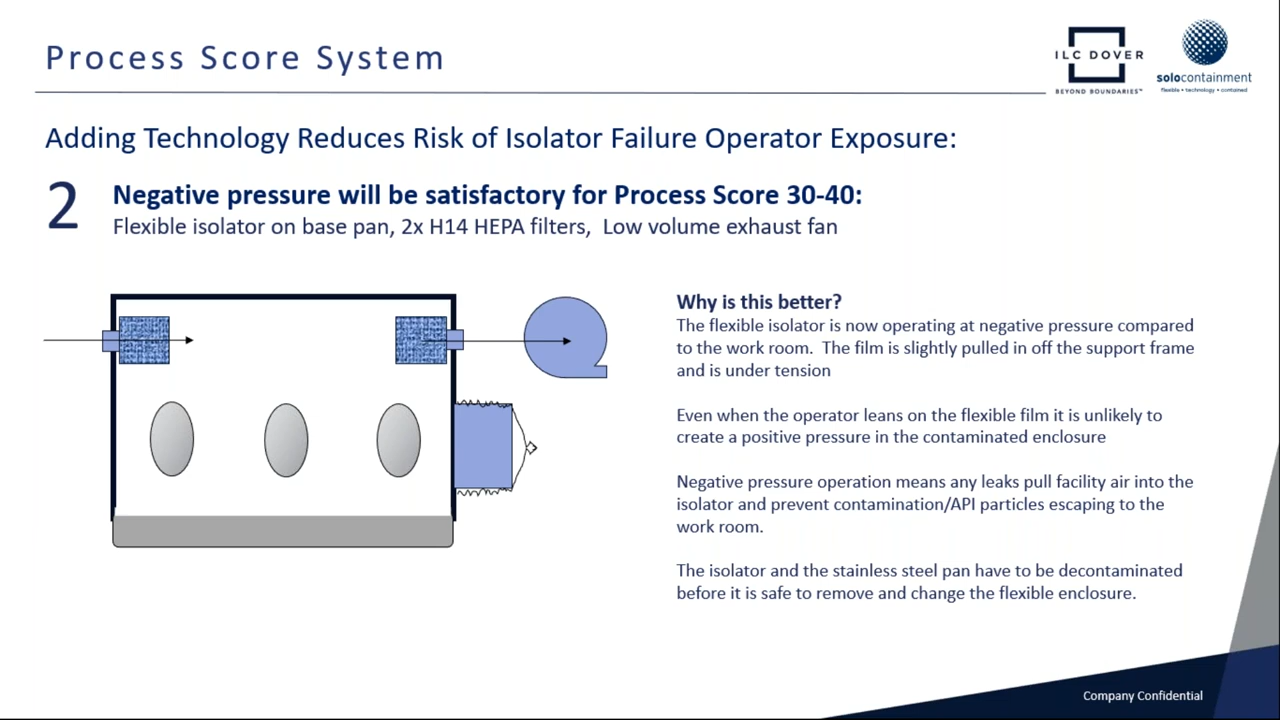 Process Score System
ILC DOVER
BEYOND BOUNDARIES™
solocontainment
flexible • technology • contained
Adding Technology Reduces Risk of Isolator Failure Operator Exposure:
2
Negative pressure will be satisfactory for Process Score 30-40:
Flexible isolator on base pan, 2x H14 HEPA filters, Low volume exhaust fan
Why is this better?
The flexible isolator is now operating at negative pressure compared
to the work room. The film is slightly pulled in off the support frame
and is under tension
Even when the operator leans on the flexible film it is unlikely to
create a positive pressure in the contaminated enclosure
Negative pressure operation means any leaks pull facility air into the
isolator and prevent contamination/API particles escaping to the
work room.
The isolator and the stainless steel pan have to be decontaminated
before it is safe to remove and change the flexible enclosure.
Company Confidential